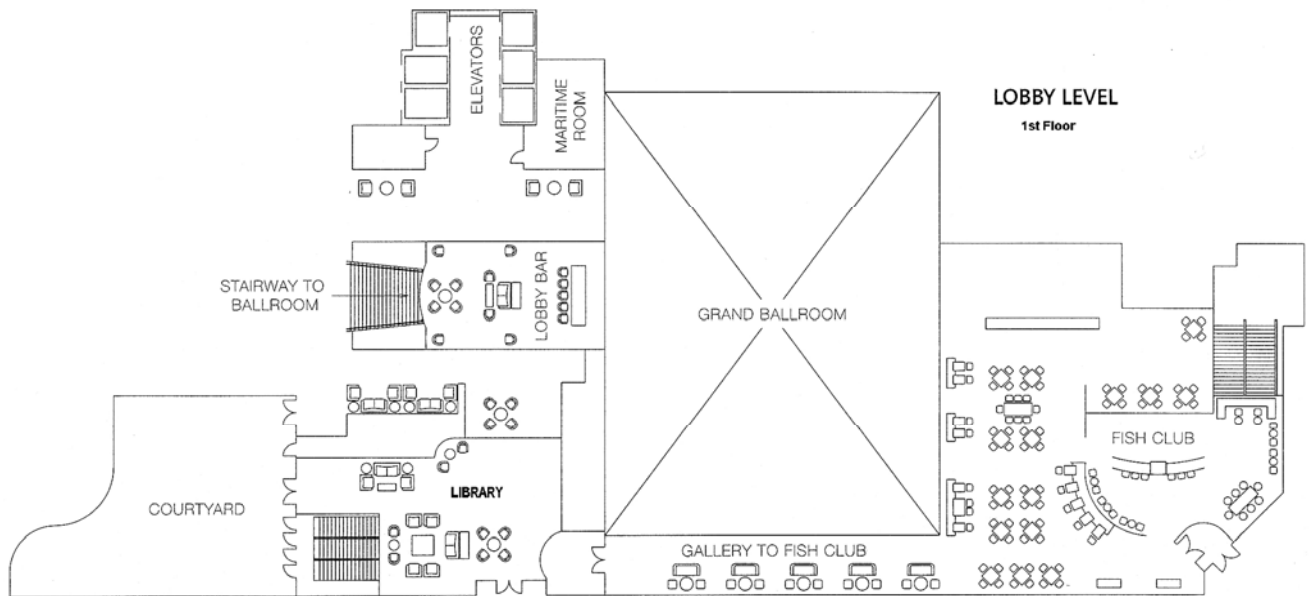 ELEVATORS
MARITIME
ROOM
LOBBY LEVEL
1st Floor
STAIRWAY TO
BALLROOM
LOBBY BAR
GRAND BALLROOM
FISH CLUB
LIBRARY
COURTYARD
GALLERY TO FISH CLUB